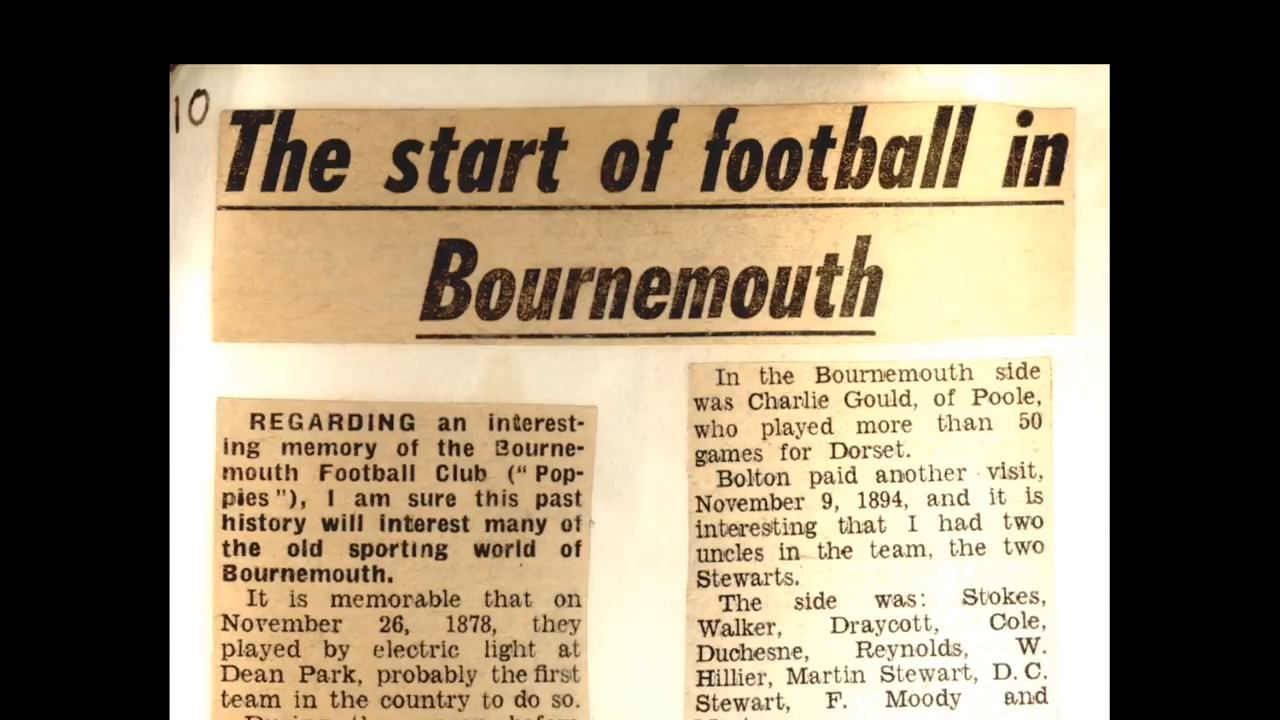 10
The start of football in
Bournemouth
REGARDING an interest-
ing memory of the Bourne-
mouth Football Club (“Pop-
pies”), I am sure this past
history will interest many of
the old sporting world of
Bournemouth.
It is memorable that on
November 26, 1878, they
played by electric light at
Dean Park, probably the first
team in the country to do so.
In the Bournemouth side
was Charlie Gould, of Poole,
who played more than 50
games for Dorset.
Bolton paid another visit,
November 9, 1894, and it is
interesting that I had two
uncles in the team, the two
Stewarts.
The side was: Stokes,
Walker, Draycott, Cole,
Duchesne, Reynolds, W.
Hillier, Martin Stewart, D. C.
Stewart, F. Moody and